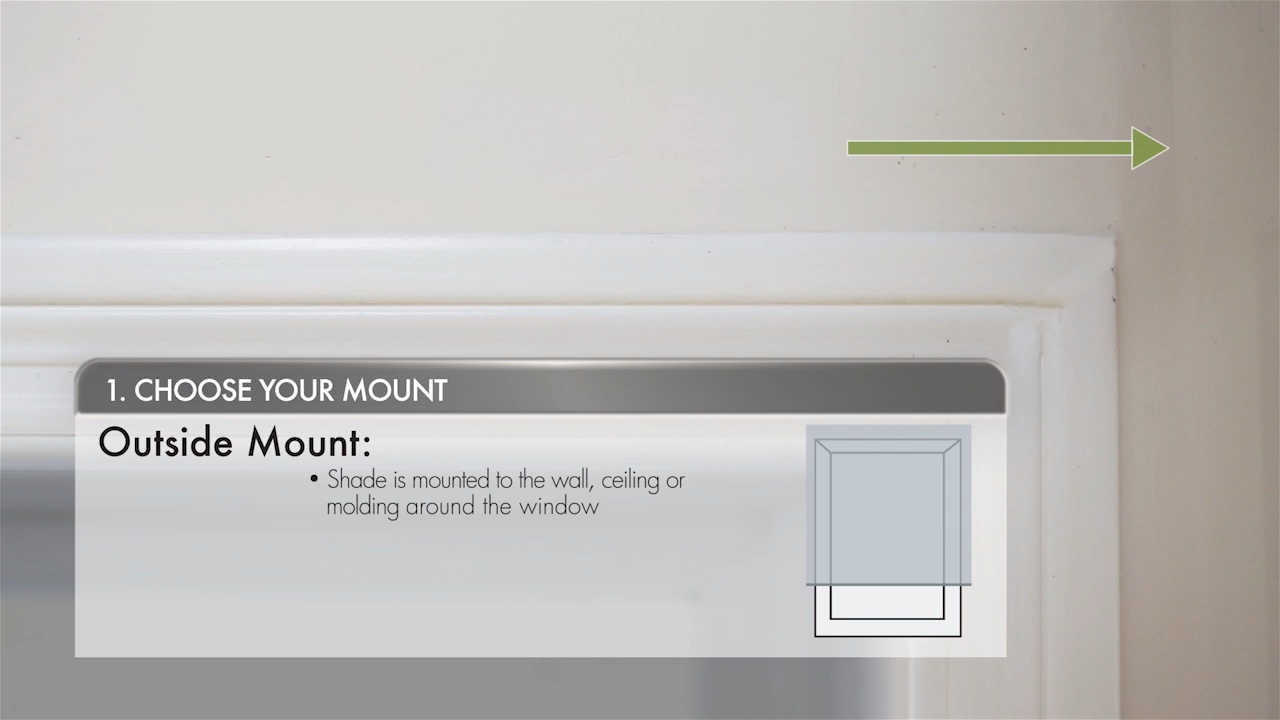 1. CHOOSE YOUR MOUNT
Outside Mount:
• Shade is mounted to the wall, ceiling or
molding around the window